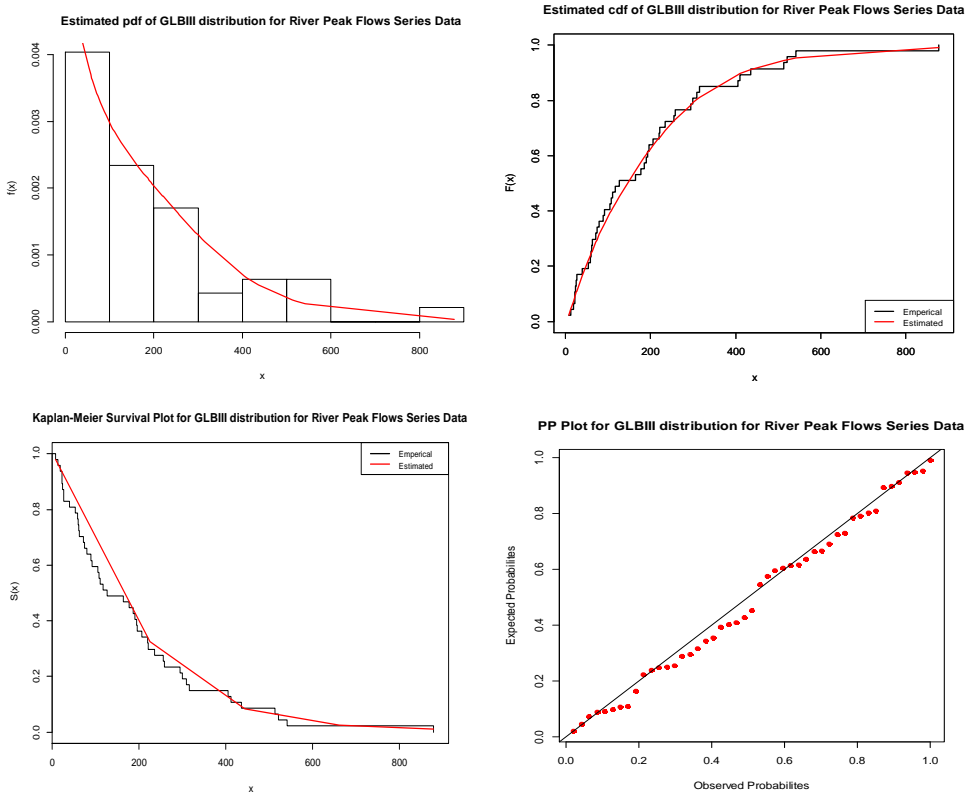 Estimated pdf of GLBIII distribution for River Peak Flows Series Data
f(x)
0.004
0.003
0.002
0.001
0.000
0 200 400 600 800
x
Estimated cdf of GLBIII distribution for River Peak Flows Series Data
F(x)
1.0
0.8
0.6
0.4
0.2
0.0
Emperical
Estimated
0 200 400 600 800
x
Kaplan-Meier Survival Plot for GLBIII distribution for River Peak Flows Series Data
S(x)
1.0
0.8
0.6
0.4
0.2
0.0
Emperical
Estimated
0 200 400 600 800
x
PP Plot for GLBIII distribution for River Peak Flows Series Data
Expected Probabilites
1.0
0.8
0.6
0.4
0.2
0.0
0.0 0.2 0.4 0.6 0.8 1.0
Observed Probabilites